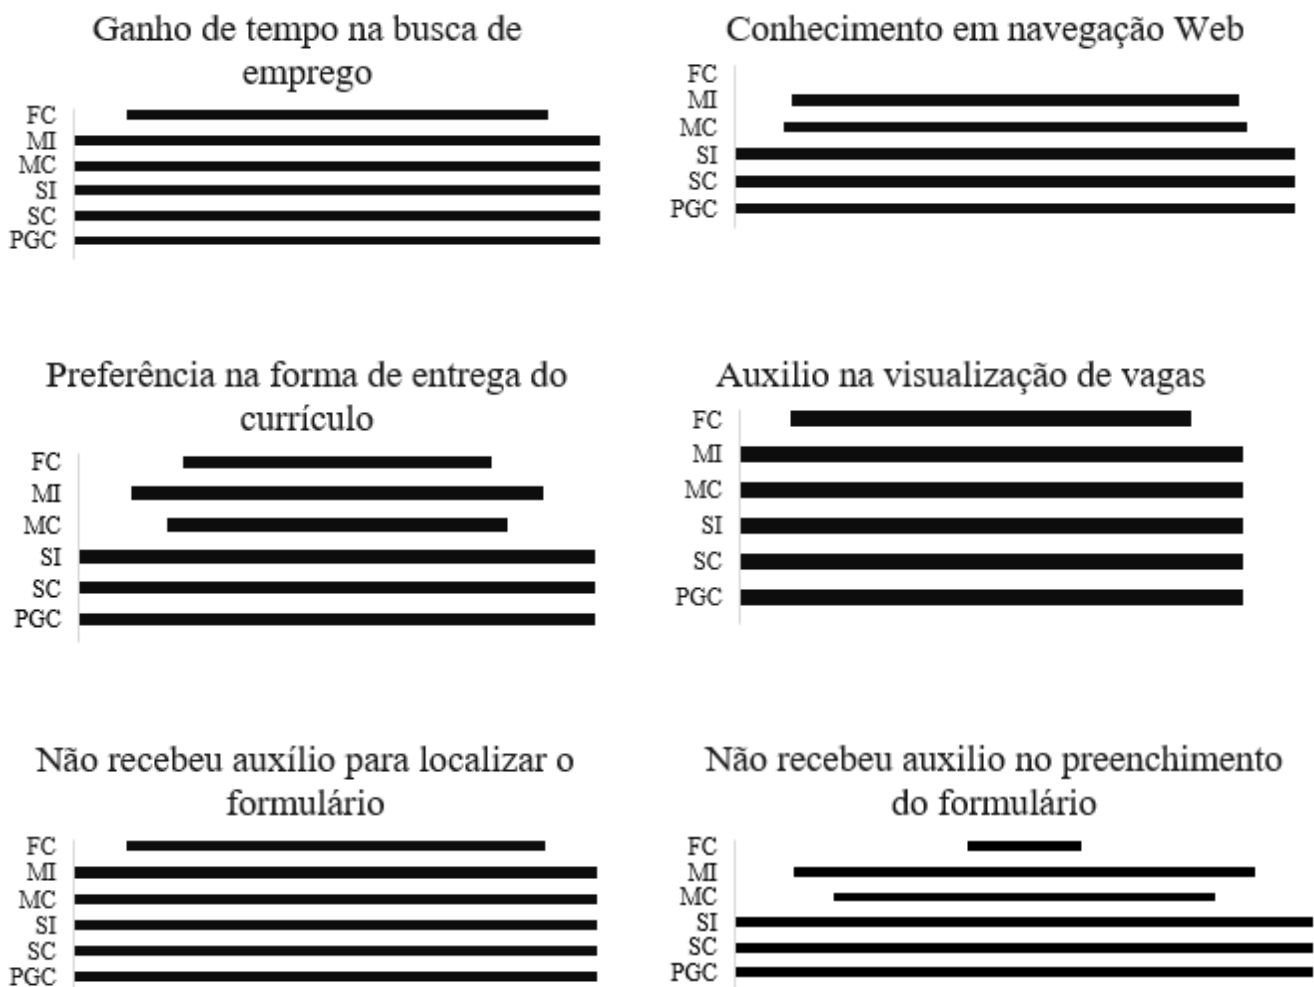 Ganho de tempo na busca de
emprego
FC
MI
MC
SI
SC
PGC
Conhecimento em navegação Web
FC
MI
MC
SI
SC
PGC
Preferência na forma de entrega do
currículo
FC
MI
MC
SI
SC
PGC
Auxilio na visualização de vagas
FC
MI
MC
SI
SC
PGC
Não recebeu auxílio para localizar o
formulário
FC
MI
MC
SI
SC
PGC
Não recebeu auxilio no preenchimento
do formulário
FC
MI
MC
SI
SC
PGC